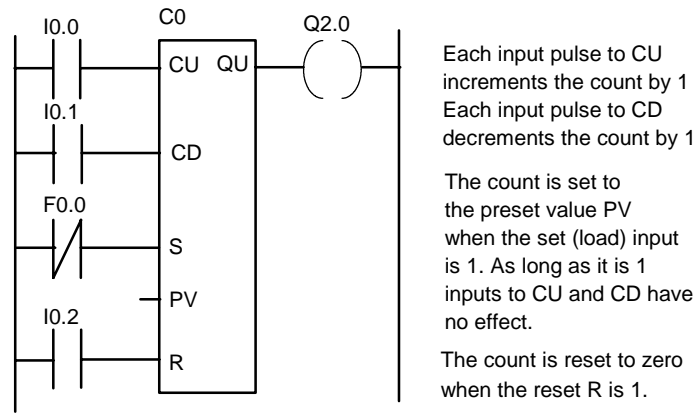 C0
I0.0
Q2.0
CU QU
I0.1
CD
F0.0
S
PV
I0.2
R
Each input pulse to CU
increments the count by 1
Each input pulse to CD
decrements the count by 1
The count is set to
the preset value PV
when the set (load) input
is 1. As long as it is 1
inputs to CU and CD have
no effect.
The count is reset to zero
when the reset R is 1.